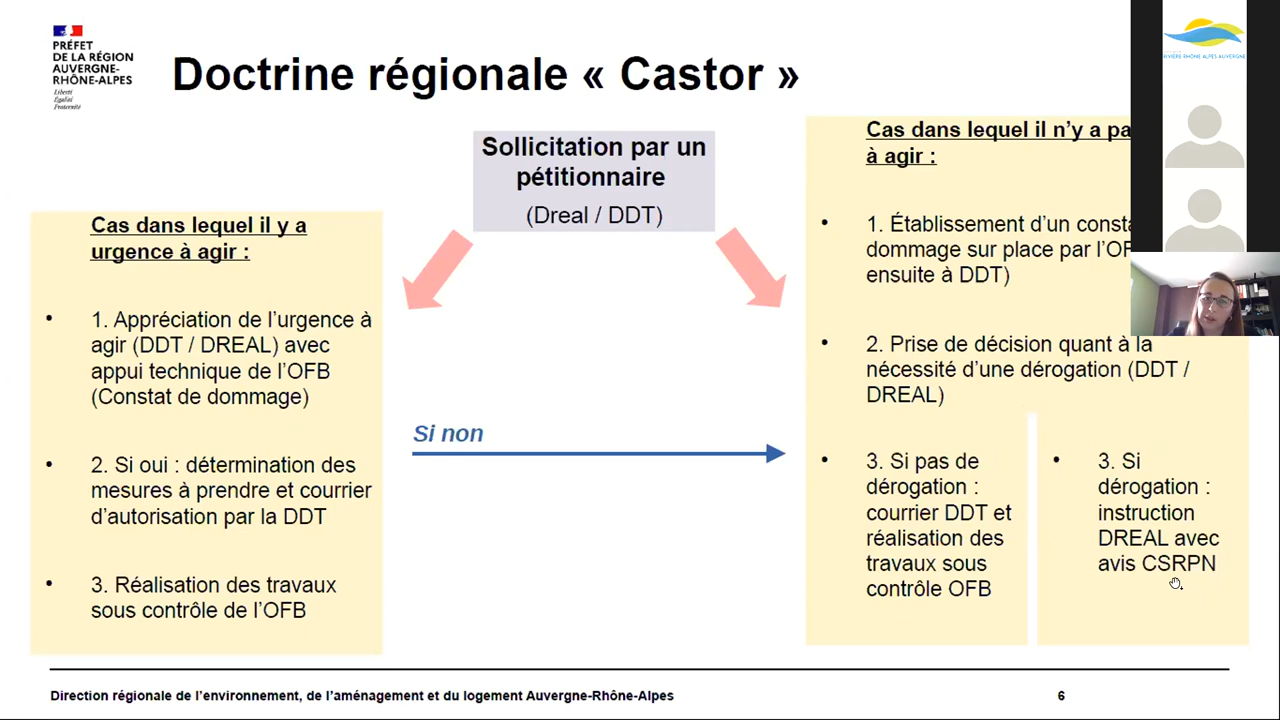 PRÉFET
DE LA RÉGION
AUVERGNE-
RHÔNE-ALPES
Liberté
Égalité
Fraternité
Doctrine régionale « Castor »
Sollicitation par un
pétitionnaire
(Dreal / DDT)
Cas dans lequel il y a
urgence à agir :
• 1. Appréciation de l'urgence à
agir (DDT / DREAL) avec
appui technique de l'OFB
(Constat de dommage)
• 2. Si oui : détermination des
mesures à prendre et courrier
d'autorisation par la DDT
• 3. Réalisation des travaux
sous contrôle de l'OFB
Si non
Cas dans lequel il n'y a pa
à agir :
• 1. Établissement d'un consta
dommage sur place par l'OF
ensuite à DDT)
• 2. Prise de décision quant à la
nécessité d'une dérogation (DDT /
DREAL)
• 3. Si pas de
dérogation :
courrier DDT et
réalisation des
travaux sous
contrôle OFB
• 3. Si
dérogation :
instruction
DREAL avec
avis CSRPN
RIVIÈRE RHÔNE ALPES AUVERGNE
Direction régionale de l'environnement, de l'aménagement et du logement Auvergne-Rhône-Alpes
6